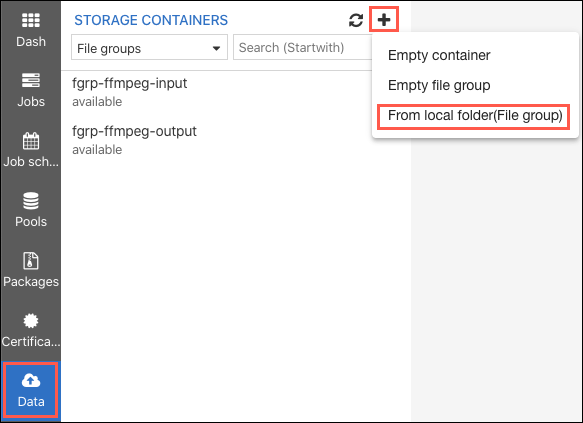 Dash
Jobs
Job sch...
Pools
Packages
Certifica...
Data
STORAGE CONTAINERS
File groups
Search (Startwith)
fgrp-ffmpeg-input
available
fgrp-ffmpeg-output
available
Empty container
Empty file group
From local folder(File group)